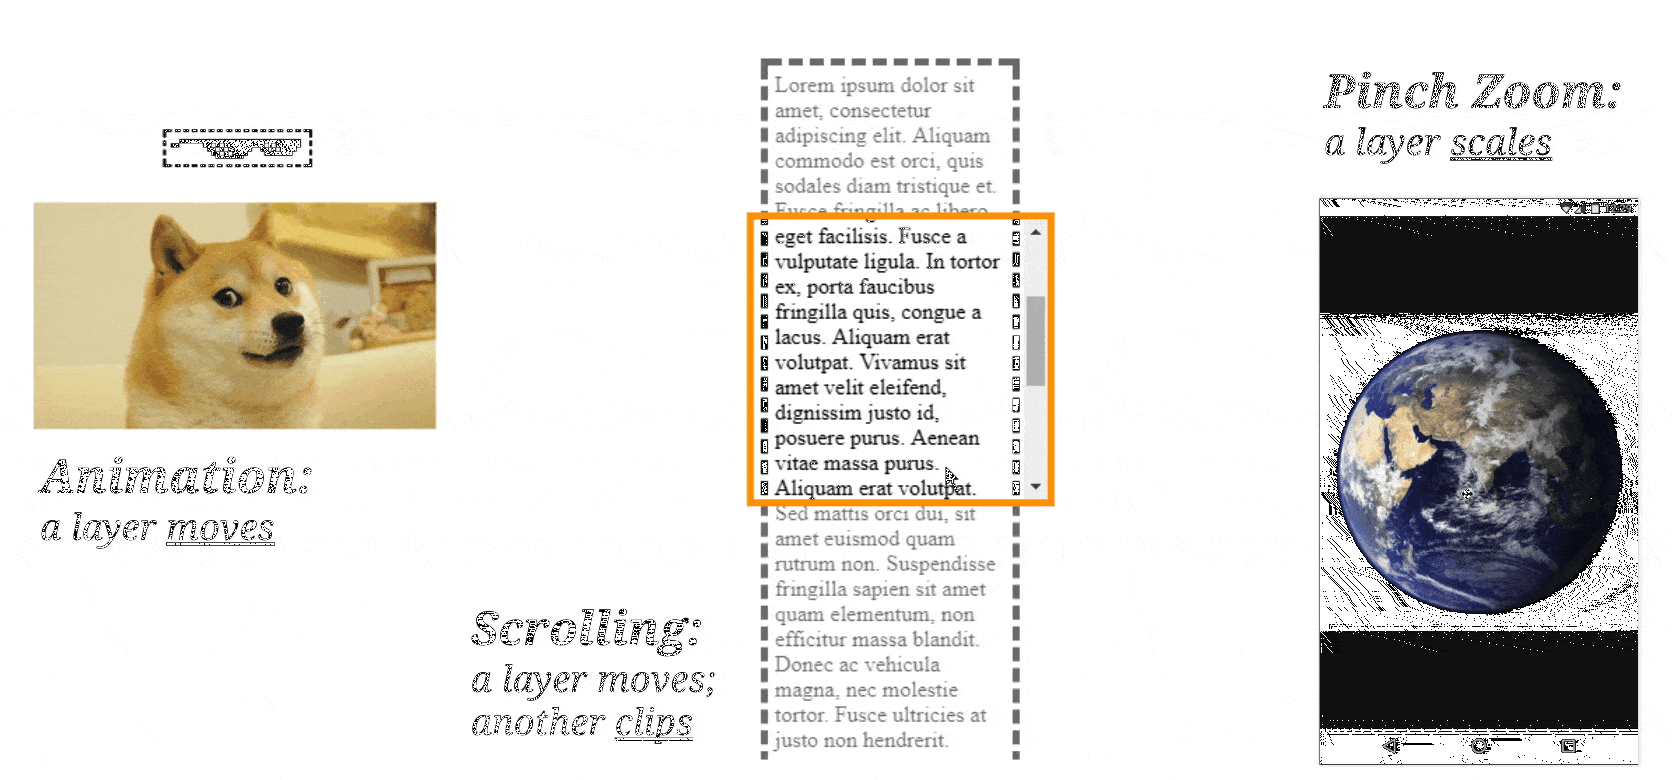 Animation:
a layer moves
Scrolling:
a layer moves;
another clips
Lorem ipsum dolor sit
amet, consectetur
adipiscing elit. Aliquam
commodo est orci, quis
sodales diam tristique et.
Fusce fringilla ac libero
eget facilisis. Fusce a
vulputate ligula. In tortor
ex, porta faucibus
fringilla quis, congue a
lacus. Aliquam erat
volutpat. Vivamus sit
amet velit eleifend,
dignissim justo id,
posuere purus. Aenean
vitae massa purus.
Aliquam erat volutpat.
Sed mattis orci dui, sit
amet euismod quam
rutrum non. Suspendisse
fringilla sapien sit amet
quam elementum, non
efficitur massa blandit.
Donec ac vehicula
magna, nec molestie
tortor. Fusce ultricies at
justo non hendrerit.
Pinch Zoom:
a layer scales